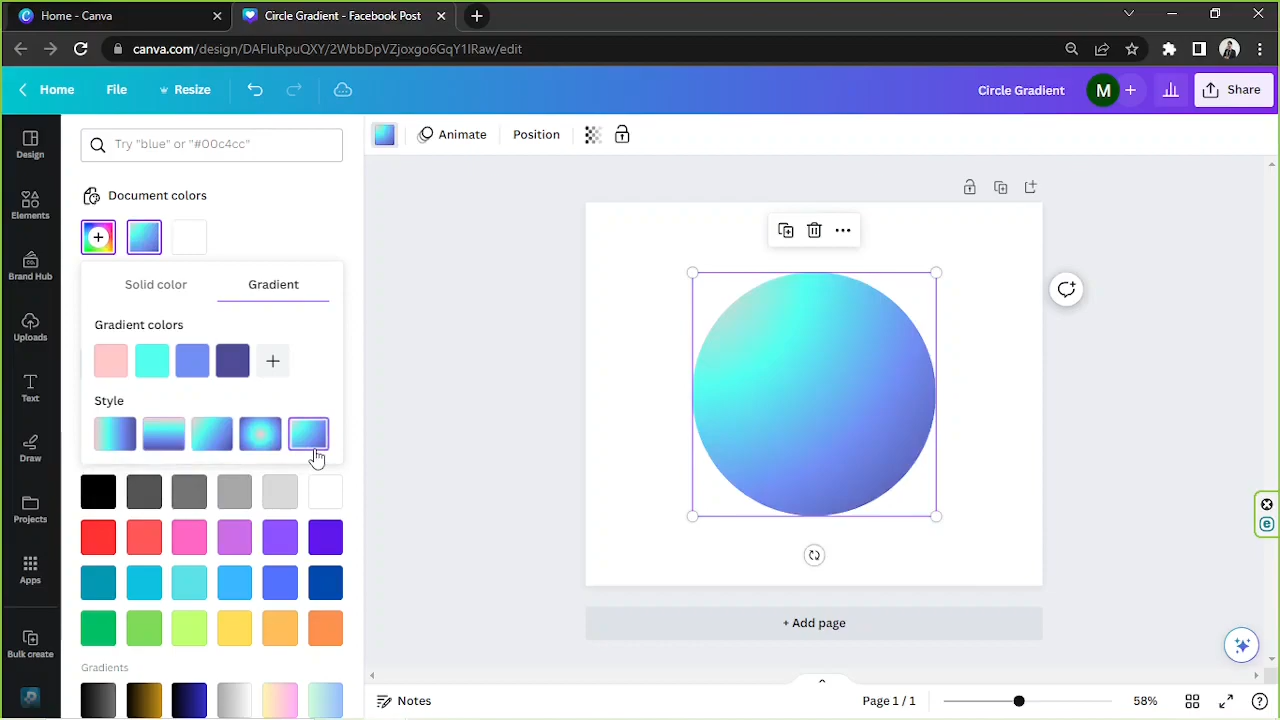 Home - Canva
Circle Gradient - Facebook Post
canva.com/design/DAFluRpuQXY/2WbbDpVZjoxgo6GqY1lRaw/edit
Home
File
Resize
Circle Gradient
M
Share
Design
Elements
Brand Hub
Uploads
Text
Draw
Projects
Apps
Bulk create
Try "blue" or "#00c4cc"
Document colors
Solid color
Gradient
Gradient colors
Style
Gradients
Animate
Position
+ Add page
Notes
Page 1 / 1
58%